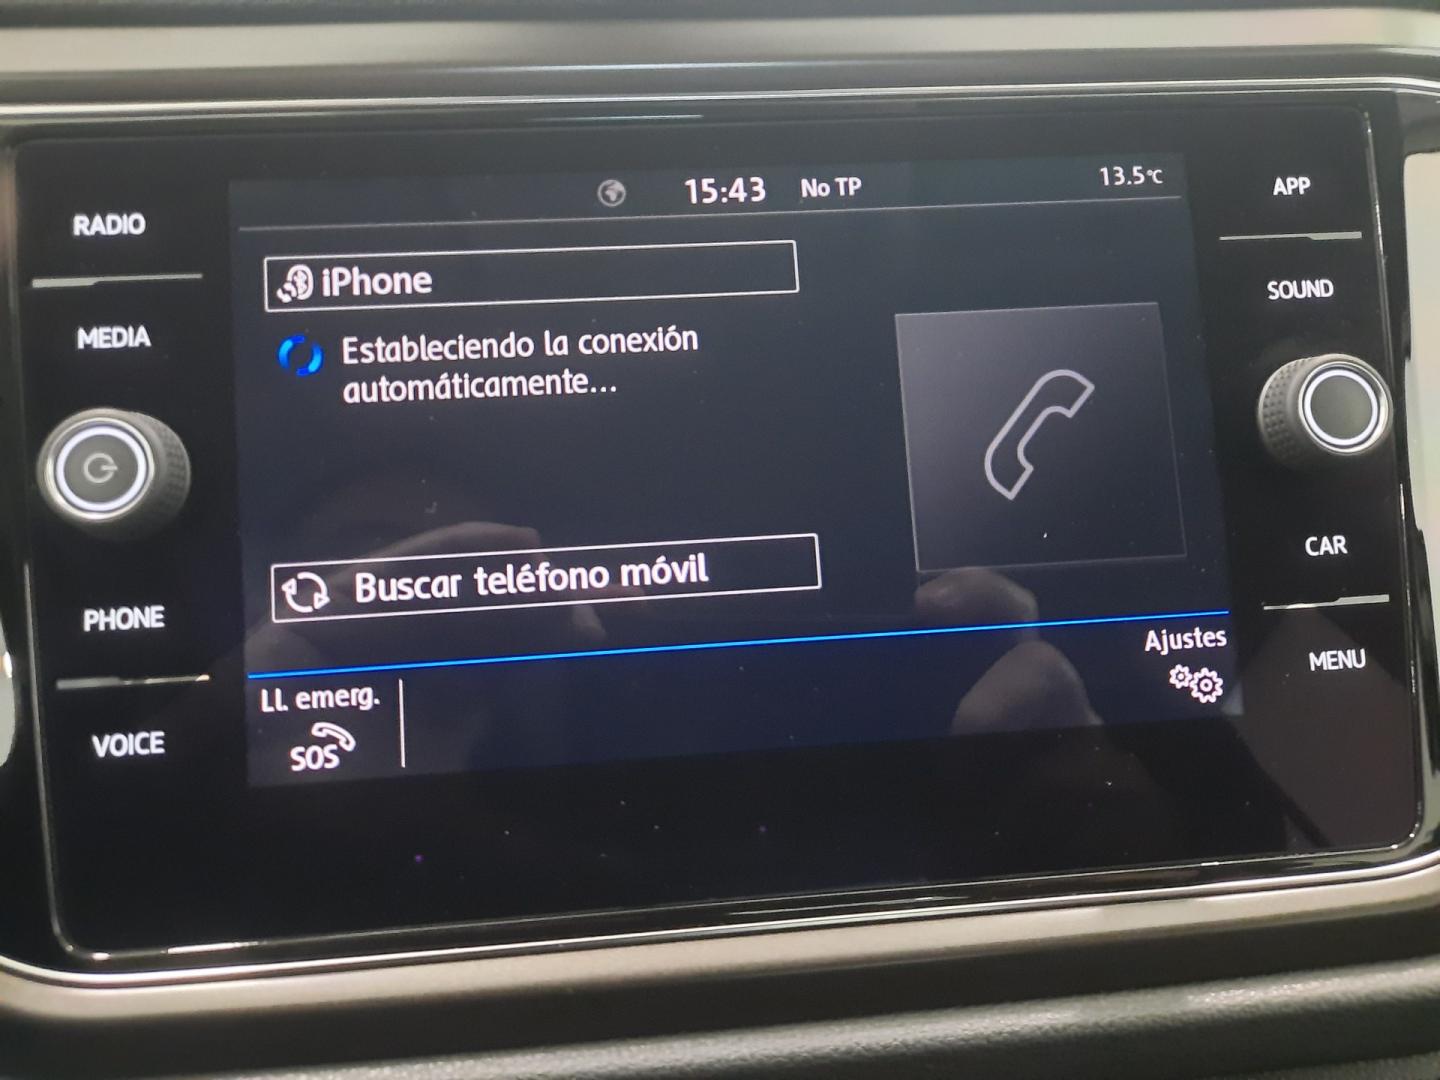 15:43 No TP 13.5°C
RADIO
MEDIA
PHONE
VOICE
iPhone
Estableciendo la conexión
automáticamente...
Buscar teléfono móvil
Ll. emerg.
SOS
Ajustes
APP
SOUND
CAR
MENU